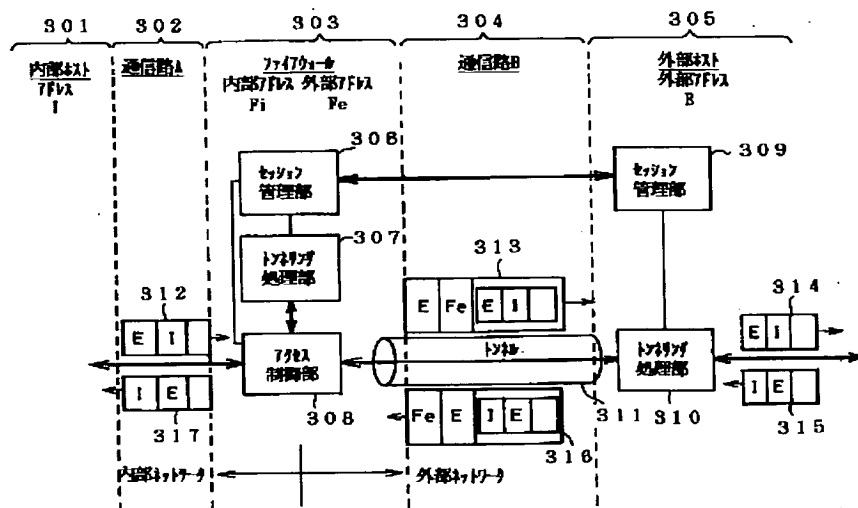 301 302 303 304 305
内部ホスト 通信路A ファイアウォール 通信路B 外部ホスト
アドレス 内部アドレス 外部アドレス 外部アドレス
I Fi Fe E
308
セッション
管理部
セッション
管理部
309
307
トンネリング
処理部
312
E I
313
E Fe E I
314
E I
アクセス
制御部
トンネル
トンネリング
処理部
I E
317
308
Fe E I E
311
316
310
I E
315
内部ネットワーク 外部ネットワーク